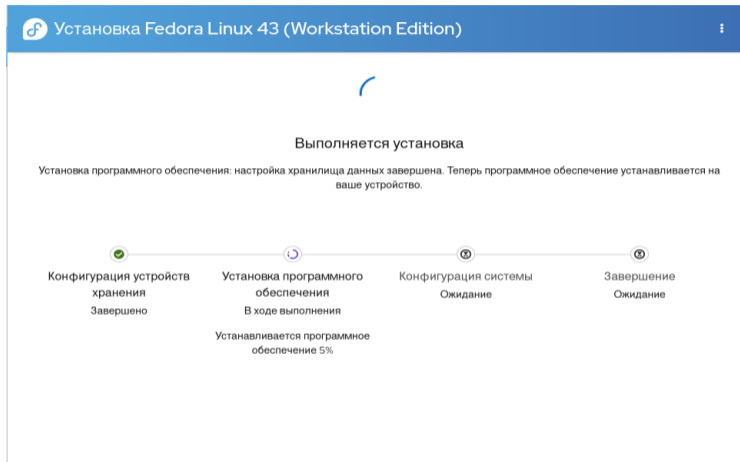 Установка Fedora Linux 43 (Workstation Edition)
Выполняется установка
Установка программного обеспечения: настройка хранилища данных завершена. Теперь программное обеспечение устанавливается на
ваше устройство.
Конфигурация устройств
хранения
Завершено
Установка программного
обеспечения
В ходе выполнения
Устанавливается программное
обеспечение 5%
Конфигурация системы
Ожидание
Завершение
Ожидание